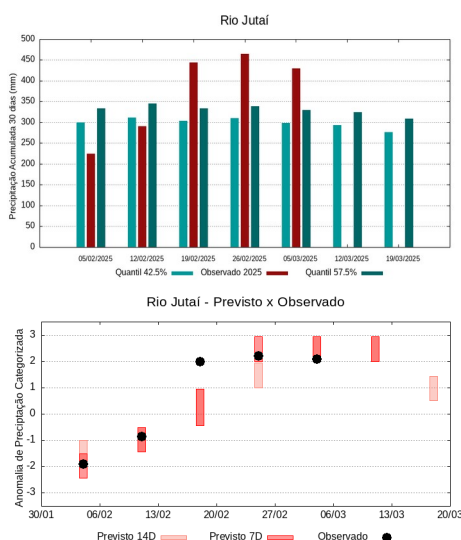 Rio Jutaí
Precipitação Acumulada 30 dias (mm)
500
450
400
350
300
250
200
150
100
50
0
05/02/2025 12/02/2025 19/02/2025 26/02/2025 05/03/2025 12/03/2025 19/03/2025
Quantil 42.5% Observado 2025 Quantil 57.5%
Rio Jutaí - Previsto x Observado
Anomalia de Preciptação Categorizada
3
2
1
0
-1
-2
-3
30/01 06/02 13/02 20/02 27/02 06/03 13/03 20/03
Previsto 14D Previsto 7D Observado